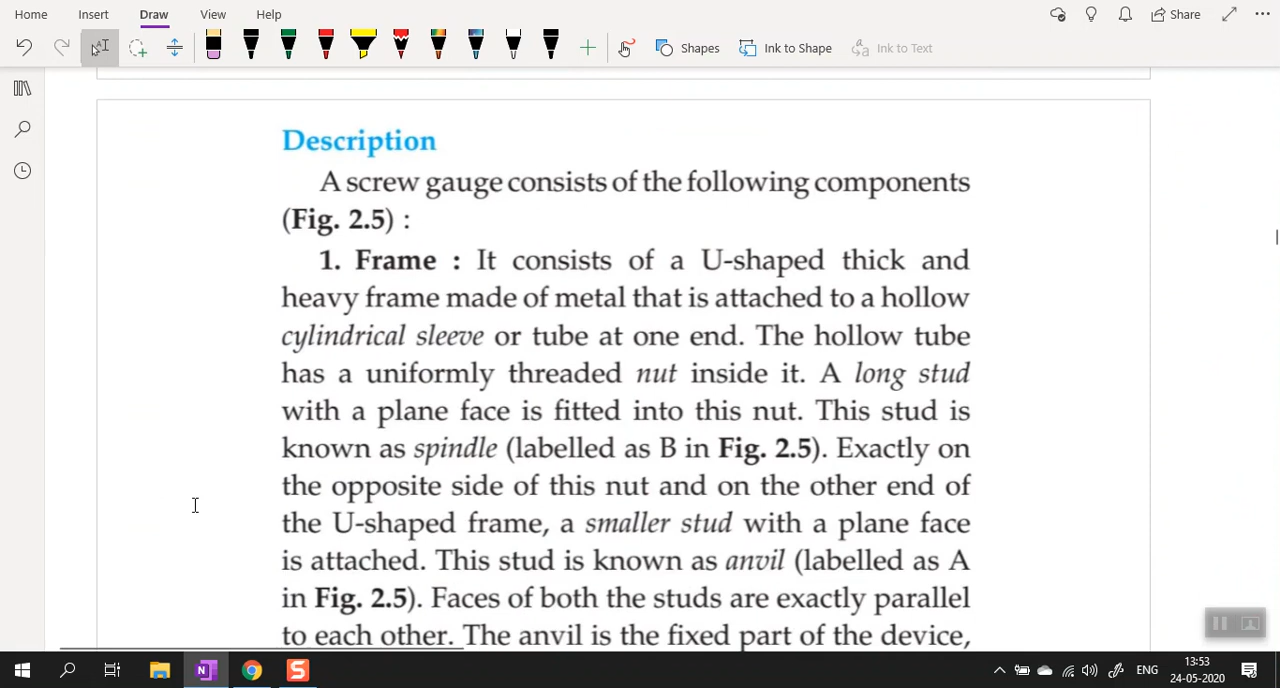 Home Insert Draw View Help
Share
Shapes Ink to Shape Ink to Text
Description
A screw gauge consists of the following components
(Fig. 2.5) :
1. Frame : It consists of a U-shaped thick and
heavy frame made of metal that is attached to a hollow
cylindrical sleeve or tube at one end. The hollow tube
has a uniformly threaded nut inside it. A long stud
with a plane face is fitted into this nut. This stud is
known as spindle (labelled as B in Fig. 2.5). Exactly on
the opposite side of this nut and on the other end of
the U-shaped frame, a smaller stud with a plane face
is attached. This stud is known as anvil (labelled as A
in Fig. 2.5). Faces of both the studs are exactly parallel
to each other. The anvil is the fixed part of the device,
ENG
13:53
24-05-2020